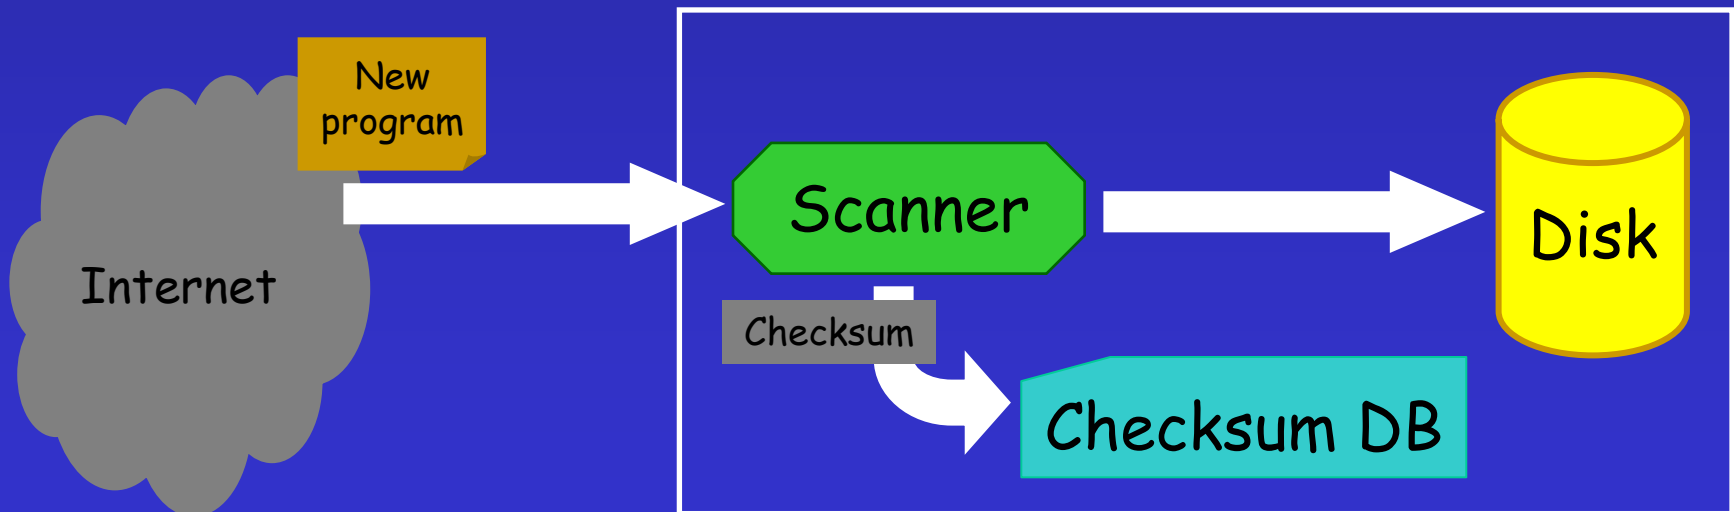 New
program
Internet
Scanner
Disk
Checksum
Checksum DB